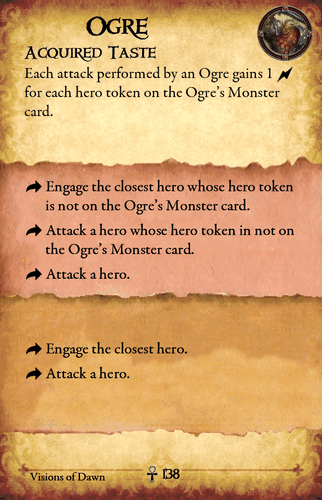 Ogre
Acquired Taste
Each attack performed by an Ogre gains 1
for each hero token on the Ogre's Monster
card.
Engage the closest hero whose hero token
is not on the Ogre's Monster card.
Attack a hero whose hero token in not on
the Ogre's Monster card.
Attack a hero.
Engage the closest hero.
Attack a hero.
Visions of Dawn 138